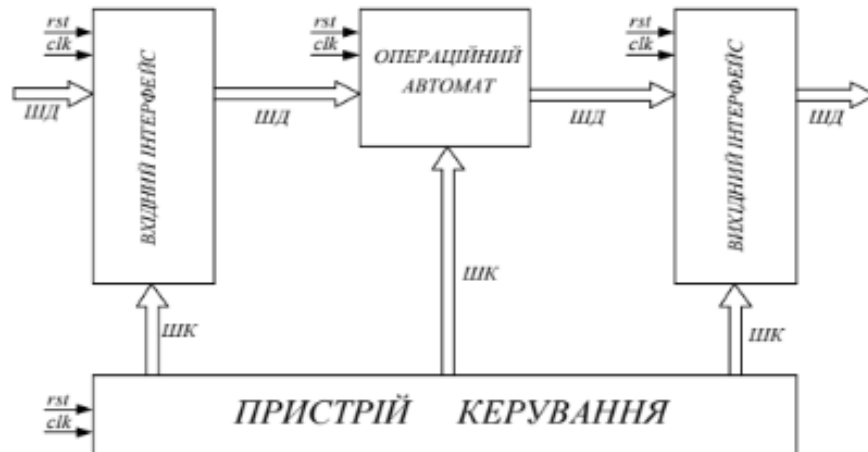 rst
clk
ШД
ВХІДНИЙ ІНТЕРФЕЙС
ШД
rst
clk
ОПЕРАЦІЙНИЙ
АВТОМАТ
ШД
rst
clk
ВИХІДНИЙ ІНТЕРФЕЙС
ШД
ШК
ШК
ШК
rst
clk
ПРИСТРІЙ КЕРУВАННЯ